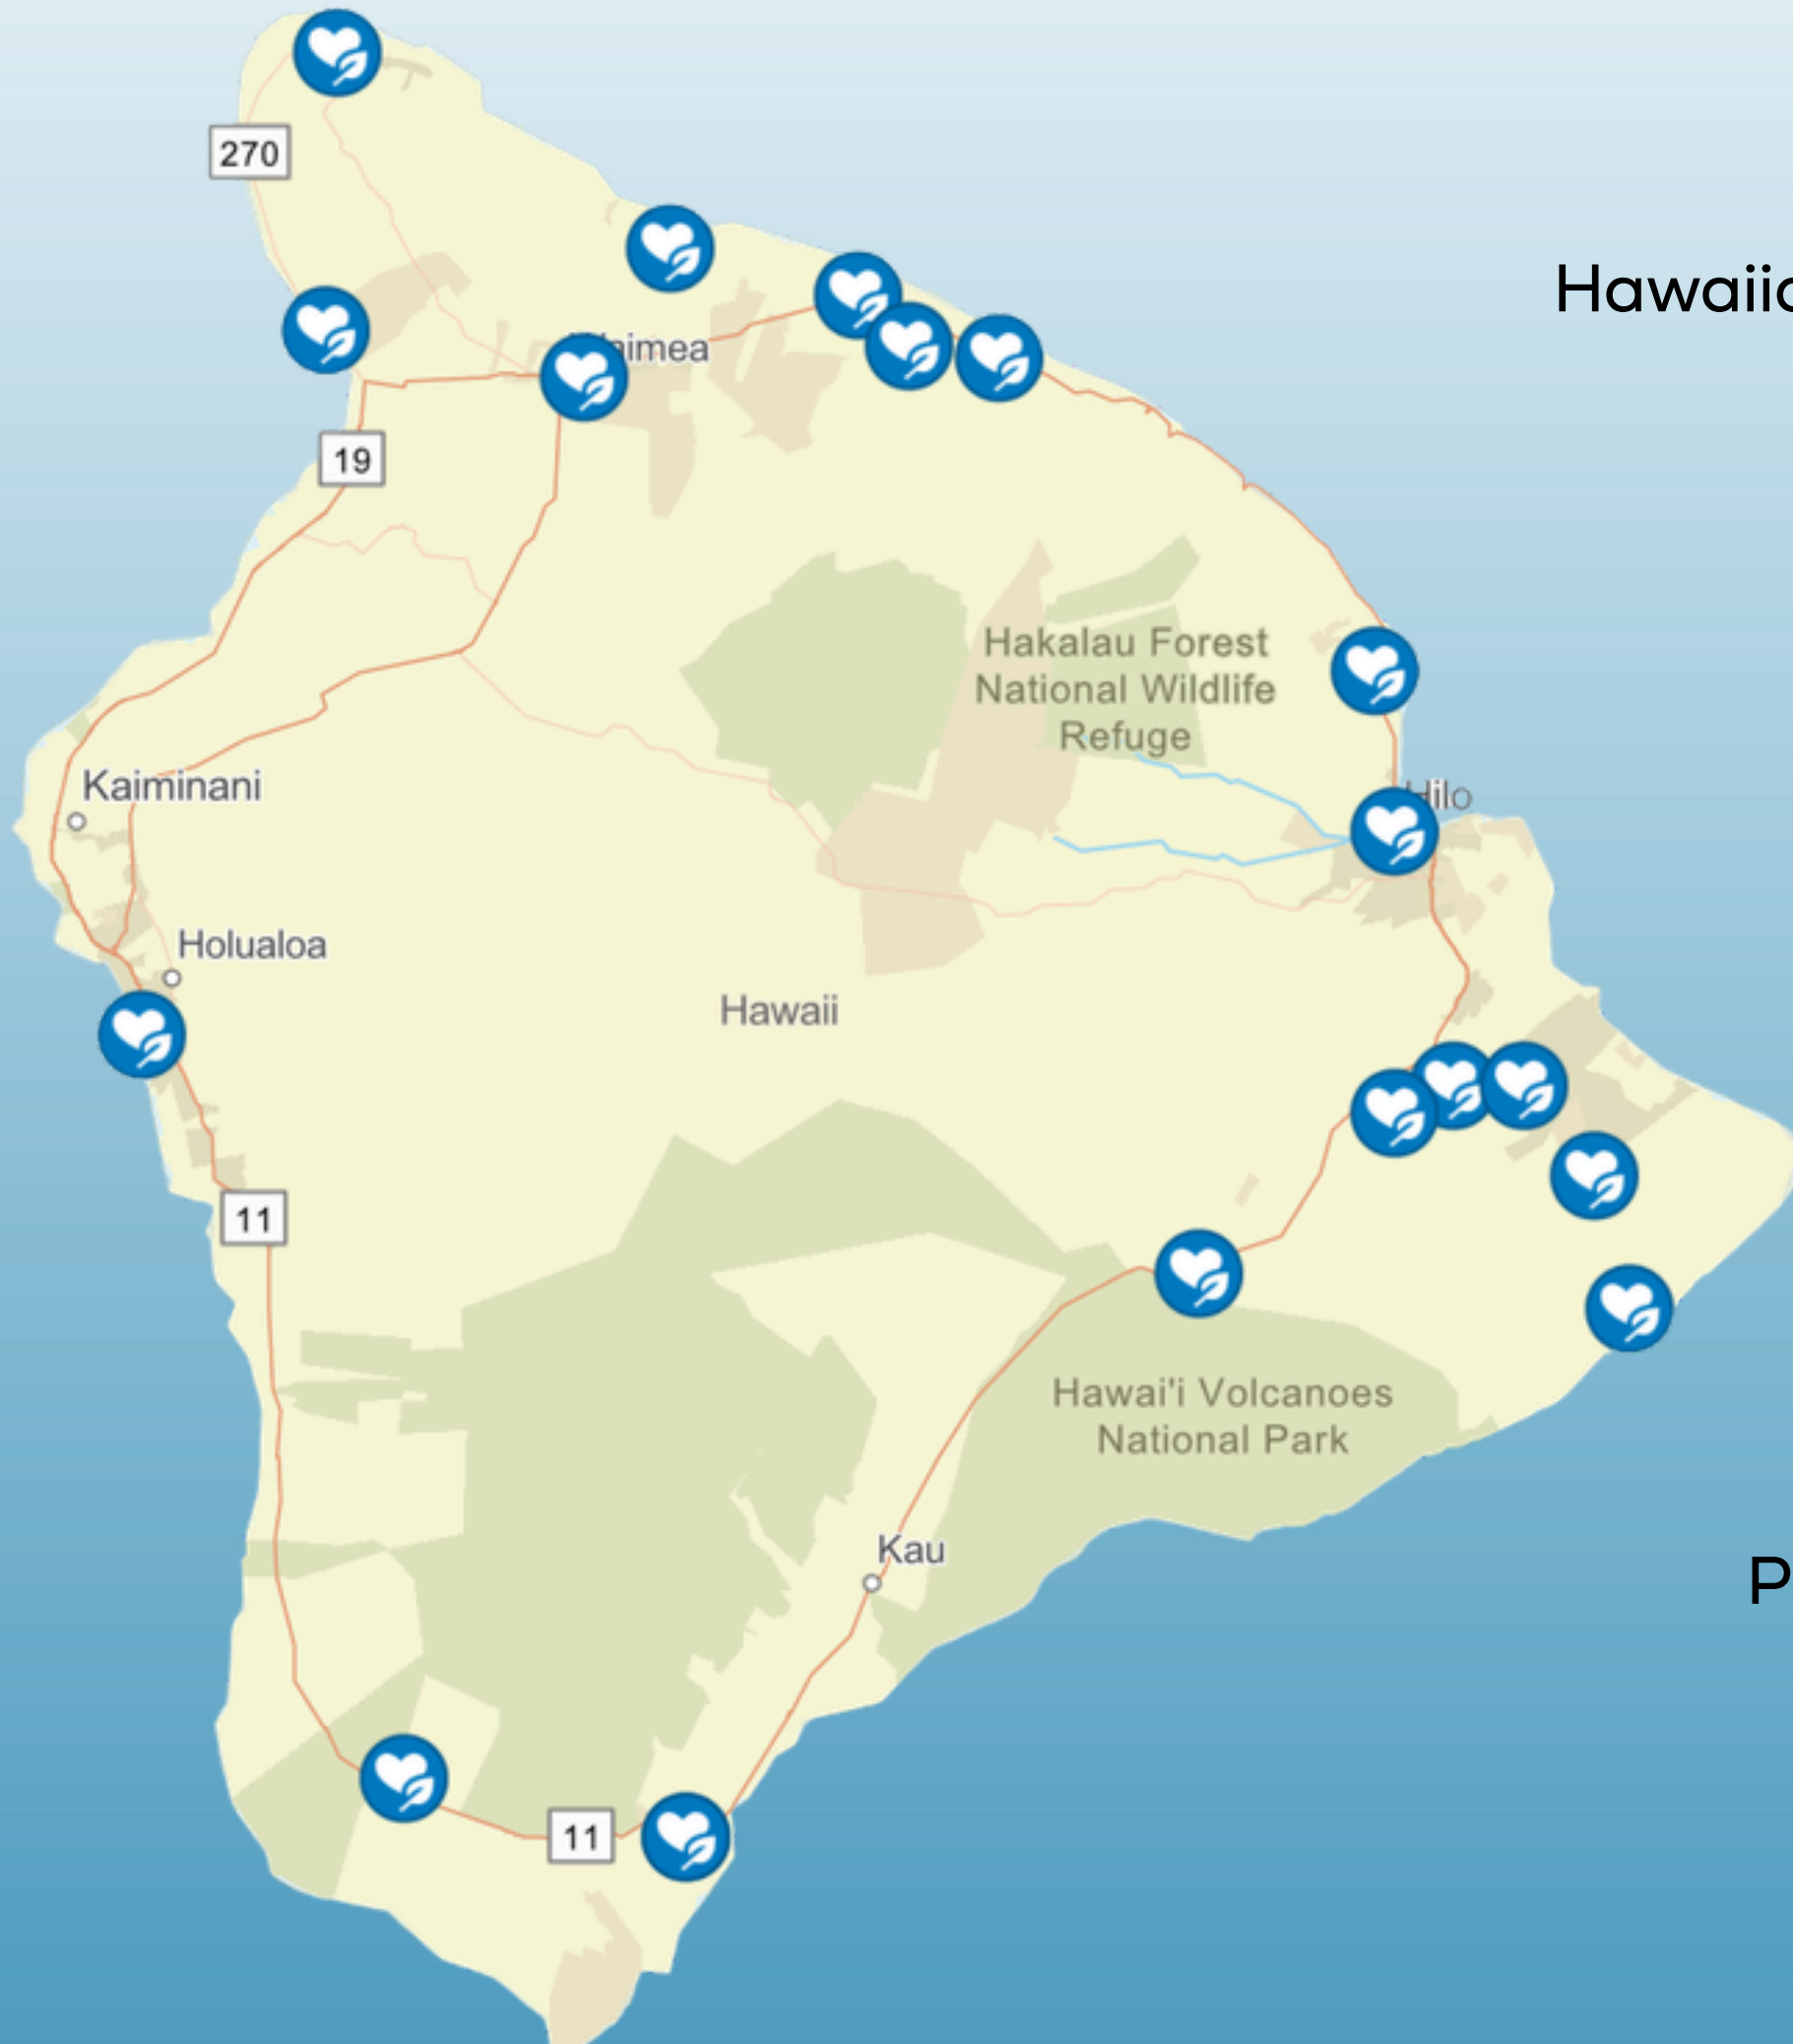 270
Hawaiia
Waimea
19
Hakalau Forest
National Wildlife
Refuge
Kaiminani
Hilo
Holualoa
Hawaii
11
Hawai'i Volcanoes
National Park
Kau
P
11